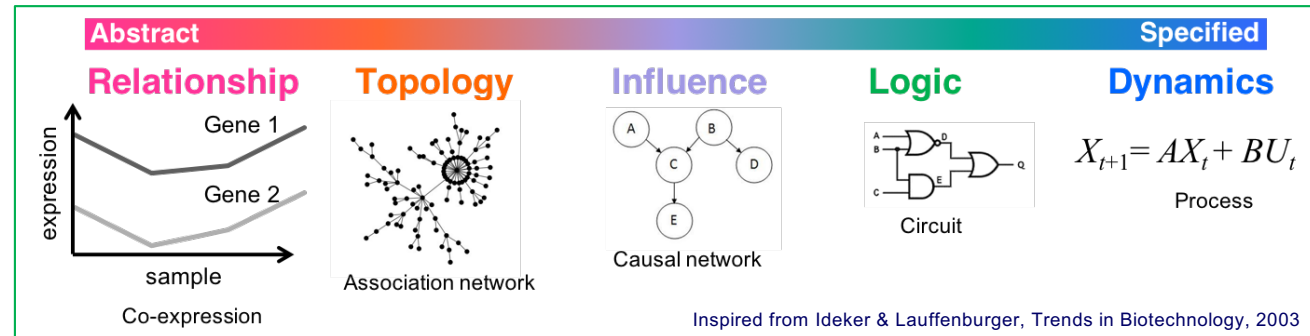 Abstract Specified
Relationship Topology Influence Logic Dynamics
Gene 1
Gene 2
expression
sample
Co-expression
Association network
A B
C D
E
Causal network
A
B
C
D
E
Q
Circuit
X_{t+1} = AX_t + BU_t
Process
Inspired from Ideker & Lauffenburger, Trends in Biotechnology, 2003